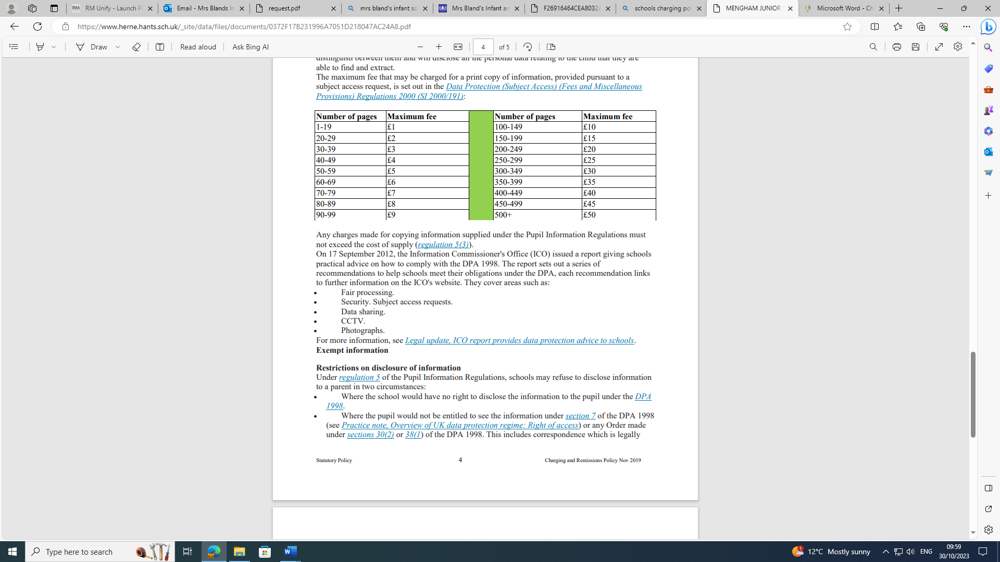 RM Unify - Launch Pa
Email - Mrs Blands In
request.pdf
mrs bland's infant sch
Mrs Bland's Infant an
F26916464CEA8032A
schools charging pol
MENGHAM JUNIOR
Microsoft Word - Ch
https://www.herne.hants.sch.uk/_site/data/files/documents/0372F17B231996A7051D218047AC24A8.pdf
Draw
Read aloud
Ask Bing AI
4 of 5
distinguish between them and will disclose all the personal data relating to the child that they are
able to find and extract.
The maximum fee that may be charged for a print copy of information, provided pursuant to a
subject access request, is set out in the Data Protection (Subject Access) (Fees and Miscellaneous
Provisions) Regulations 2000 (SI 2000/191):
Number of pages Maximum fee Number of pages Maximum fee
1-19 £1 100-149 £10
20-29 £2 150-199 £15
30-39 £3 200-249 £20
40-49 £4 250-299 £25
50-59 £5 300-349 £30
60-69 £6 350-399 £35
70-79 £7 400-449 £40
80-89 £8 450-499 £45
90-99 £9 500+ £50
Any charges made for copying information supplied under the Pupil Information Regulations must
not exceed the cost of supply (regulation 5(3)).
On 17 September 2012, the Information Commissioner's Office (ICO) issued a report giving schools
practical advice on how to comply with the DPA 1998. The report sets out a series of
recommendations to help schools meet their obligations under the DPA, each recommendation links
to further information on the ICO's website. They cover areas such as:
• Fair processing.
• Security. Subject access requests.
• Data sharing.
• CCTV.
• Photographs.
For more information, see Legal update, ICO report provides data protection advice to schools.
Exempt information
Restrictions on disclosure of information
Under regulation 5 of the Pupil Information Regulations, schools may refuse to disclose information
to a parent in two circumstances:
• Where the school would have no right to disclose the information to the pupil under the DPA
1998.
• Where the pupil would not be entitled to see the information under section 7 of the DPA 1998
(see Practice note, Overview of UK data protection regime: Right of access) or any Order made
under sections 30(2) or 38(1) of the DPA 1998. This includes correspondence which is legally
Statutory Policy 4 Charging and Remissions Policy Nov 2019
Type here to search
1
12°C Mostly sunny
ENG
09:59
30/10/2023